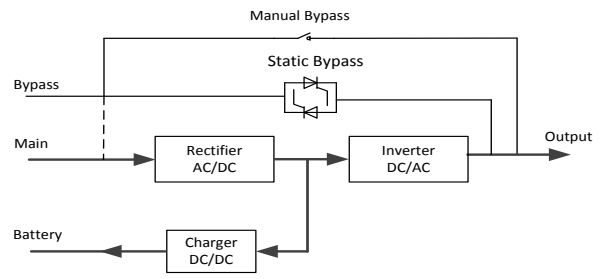 Manual Bypass
Static Bypass
Bypass
Main
Rectifier
AC/DC
Inverter
DC/AC
Output
Battery
Charger
DC/DC